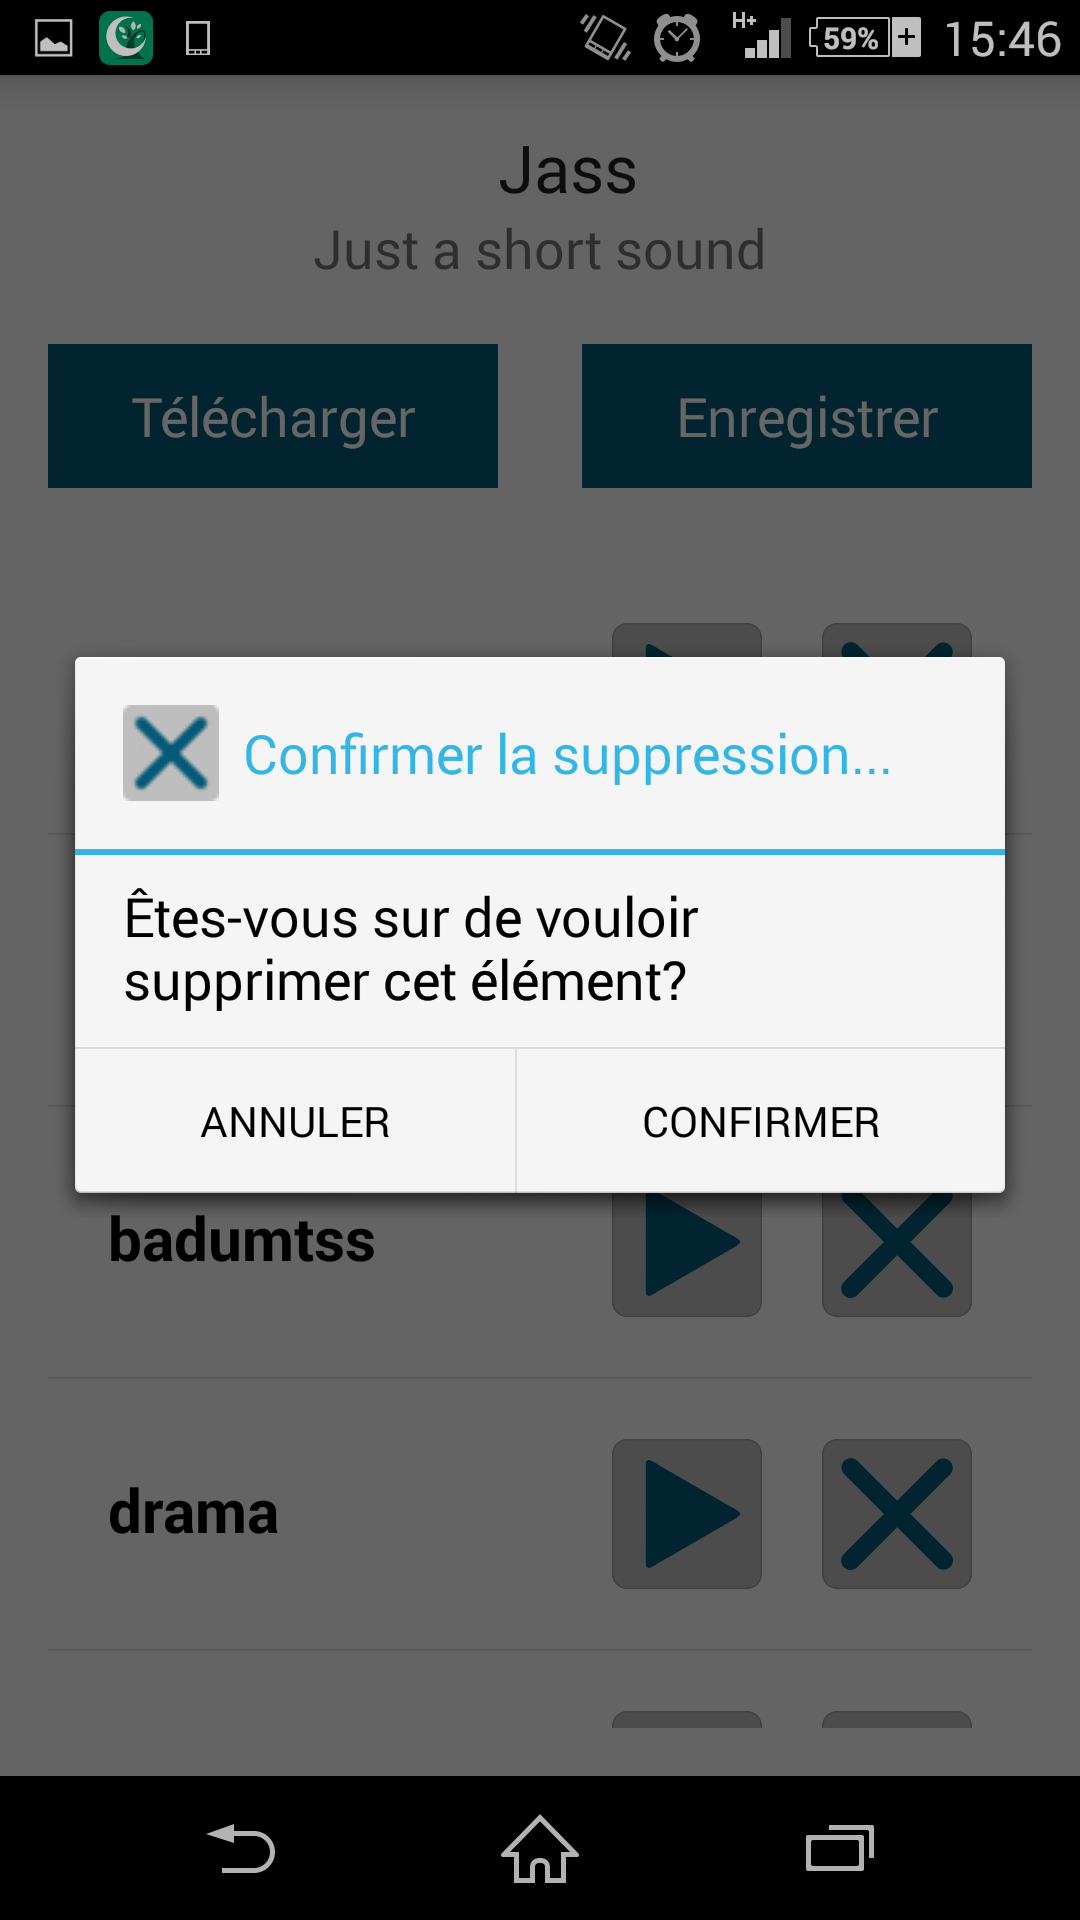 H+ 59% 15:46
Jass
Just a short sound
Télécharger Enregistrer
Confirmer la suppression...
Êtes-vous sur de vouloir
supprimer cet élément?
ANNULER CONFIRMER
badumtss
drama